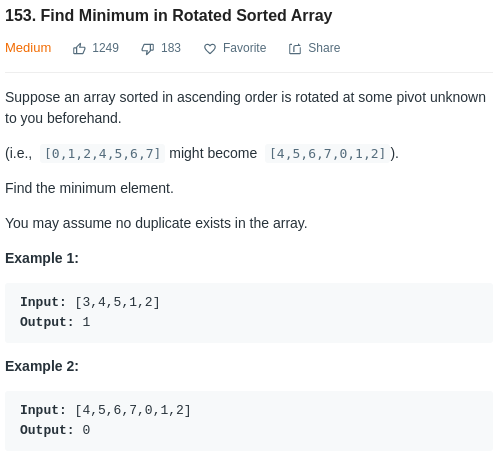 153. Find Minimum in Rotated Sorted Array
Medium 1249 183 Favorite Share
Suppose an array sorted in ascending order is rotated at some pivot unknown
to you beforehand.
(i.e., [0,1,2,4,5,6,7] might become [4,5,6,7,0,1,2] ).
Find the minimum element.
You may assume no duplicate exists in the array.
Example 1:
Input: [3,4,5,1,2]
Output: 1
Example 2:
Input: [4,5,6,7,0,1,2]
Output: 0